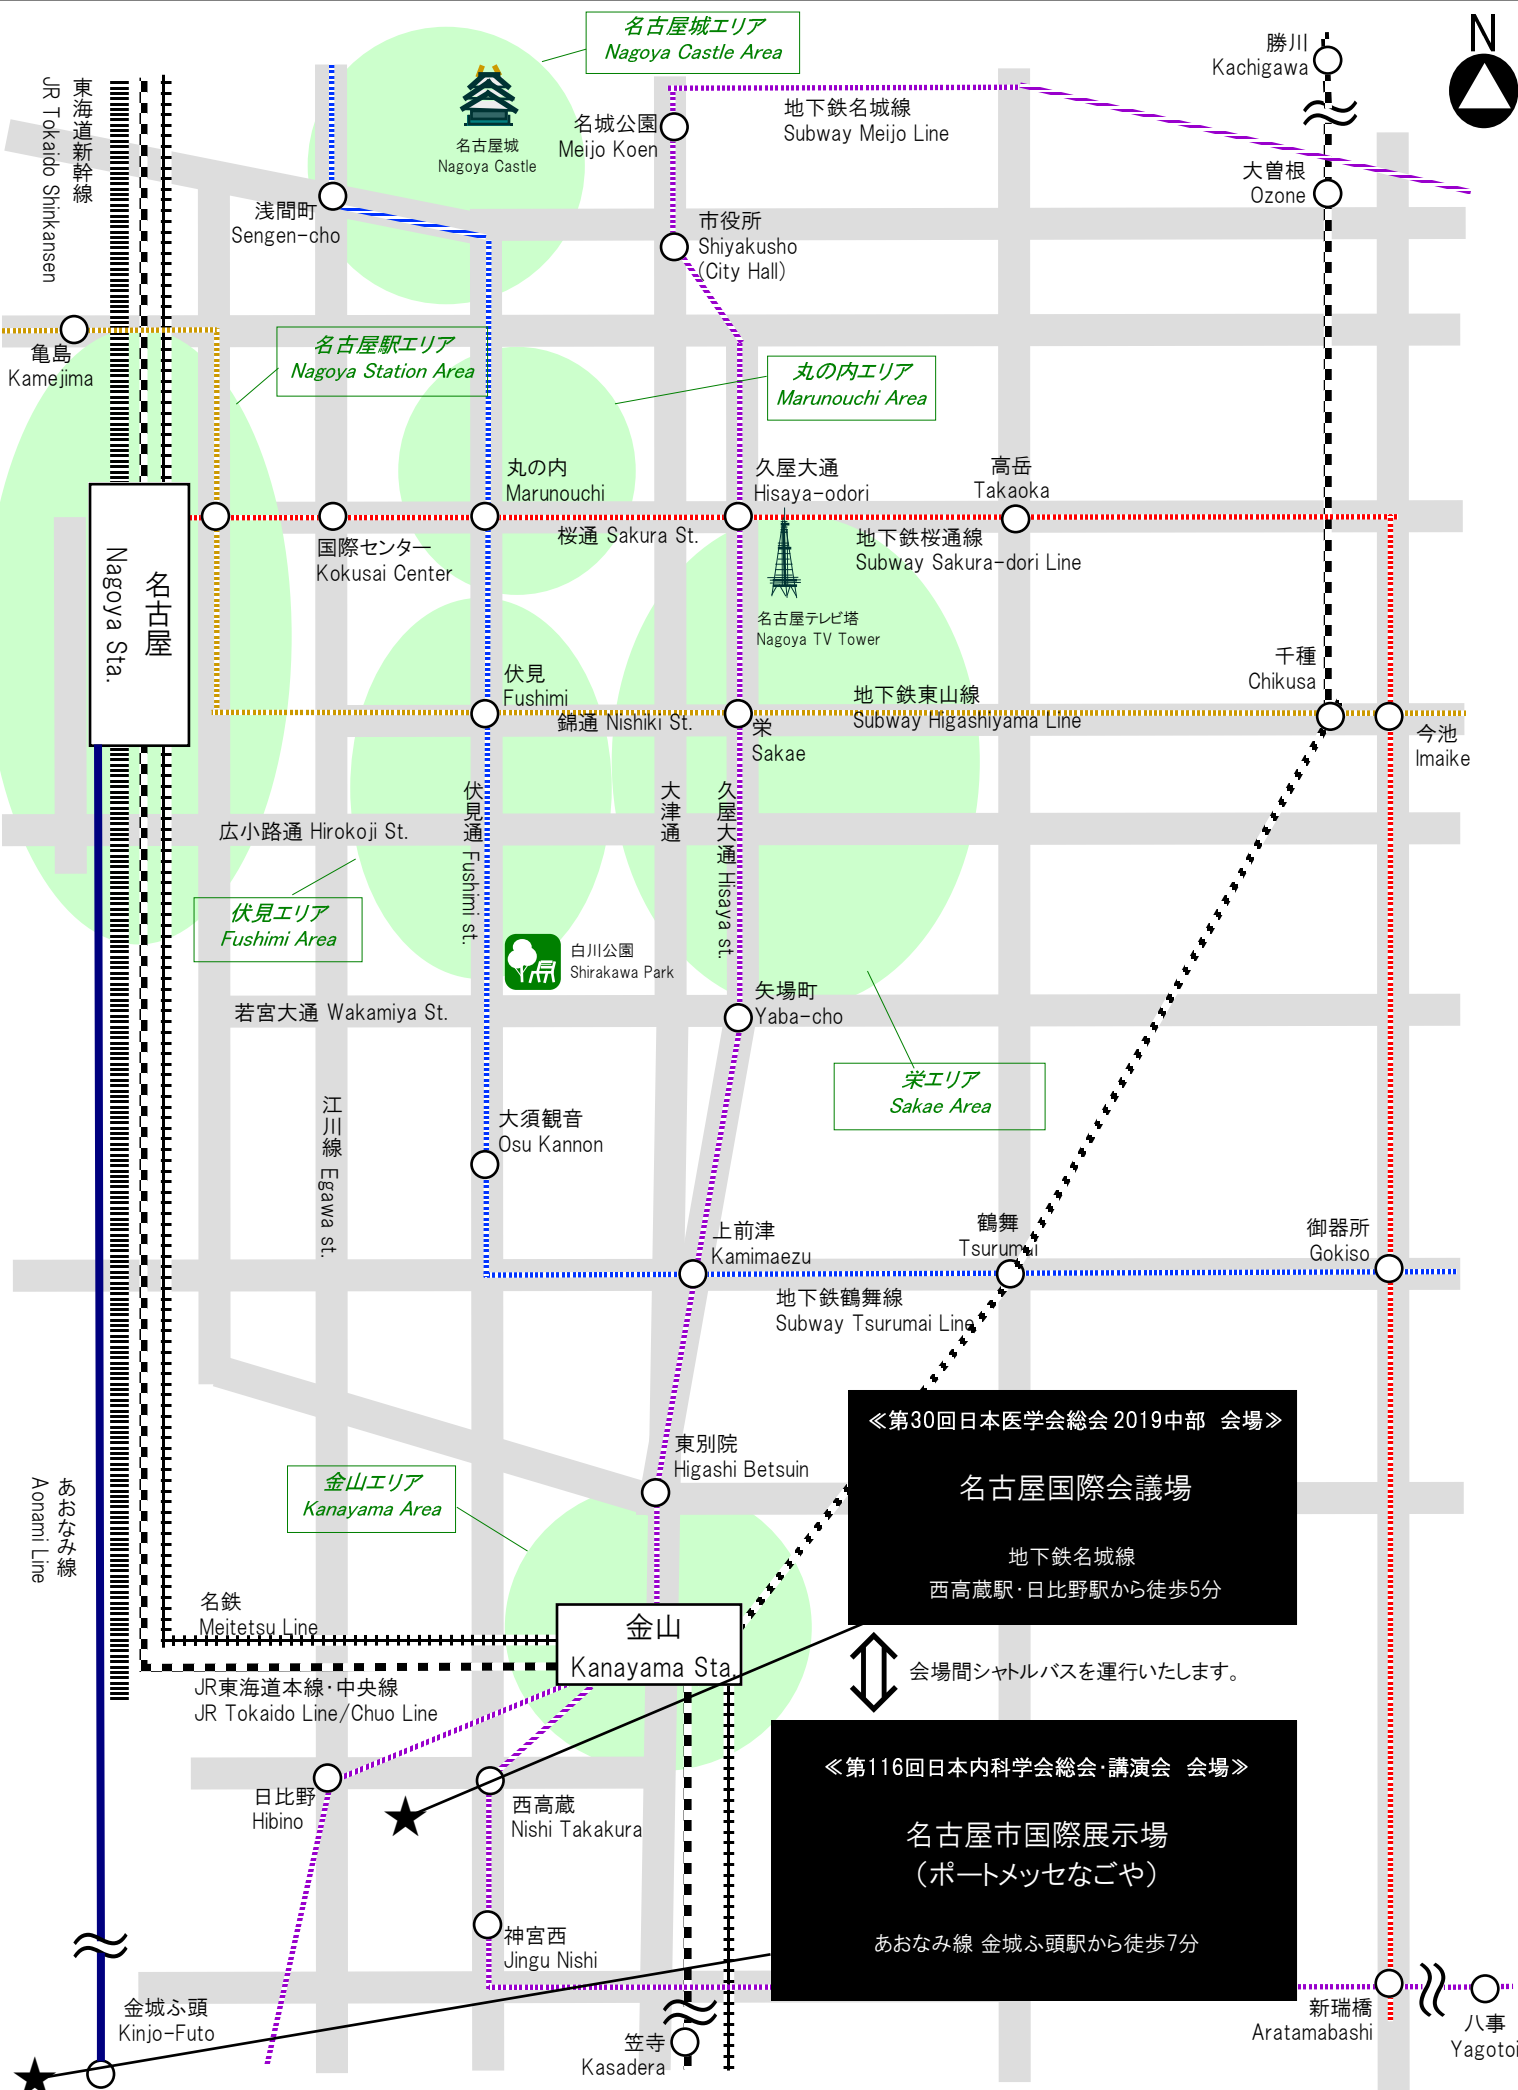 名古屋城エリア
Nagoya Castle Area
N
勝川
Kachigawa
東海道新幹線
JR Tokaido Shinkansen
名古屋城
Nagoya Castle
名城公園
Meijo Koen
地下鉄名城線
Subway Meijo Line
大曽根
Ozone
浅間町
Sengen-cho
市役所
Shiyakusho
(City Hall)
亀島
Kamejima
名古屋駅エリア
Nagoya Station Area
丸の内エリア
Marunouchi Area
丸の内
Marunouchi
久屋大通
Hisaya-odori
高岳
Takaoka
国際センター
Kokusai Center
桜通 Sakura St.
地下鉄桜通線
Subway Sakura-dori Line
名古屋
Nagoya Sta.
名古屋テレビ塔
Nagoya TV Tower
千種
Chikusa
伏見
Fushimi
錦通 Nishiki St.
栄
Sakae
地下鉄東山線
Subway Higashiyama Line
今池
Imaike
伏見通 Fushimi st.
大津通
久屋大通 Hisaya st.
広小路通 Hirokoji St.
伏見エリア
Fushimi Area
白川公園
Shirakawa Park
若宮大通 Wakamiya St.
矢場町
Yaba-cho
栄エリア
Sakae Area
江川線 Egawa st.
大須観音
Osu Kannon
上前津
Kamimaezu
鶴舞
Tsurumai
御器所
Gokiso
地下鉄鶴舞線
Subway Tsurumai Line
≪第30回日本医学会総会 2019中部 会場≫
名古屋国際会議場
地下鉄名城線
西高蔵駅・日比野駅から徒歩5分
東別院
Higashi Betsuin
金山エリア
Kanayama Area
あおなみ線
Aonami Line
名鉄
Meitetsu Line
金山
Kanayama Sta.
会場間シャトルバスを運行いたします。
JR東海道本線・中央線
JR Tokaido Line/Chuo Line
≪第116回日本内科学会総会・講演会 会場≫
名古屋市国際展示場
（ポートメッセなごや）
あおなみ線 金城ふ頭駅から徒歩7分
日比野
Hibino
西高蔵
Nishi Takakura
神宮西
Jingu Nishi
金城ふ頭
Kinjo-Futo
笠寺
Kasadera
新瑞橋
Aratamabashi
八事
Yagotoi